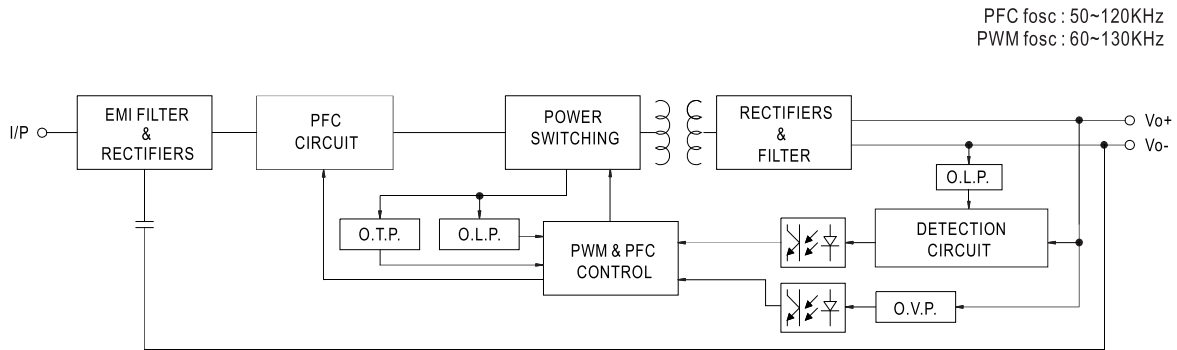 PFC fosc : 50~120KHz
PWM fosc : 60~130KHz
I/P
EMI FILTER
&
RECTIFIERS
PFC
CIRCUIT
POWER
SWITCHING
RECTIFIERS
&
FILTER
Vo+
Vo-
O.L.P.
O.T.P.
O.L.P.
PWM & PFC
CONTROL
DETECTION
CIRCUIT
O.V.P.